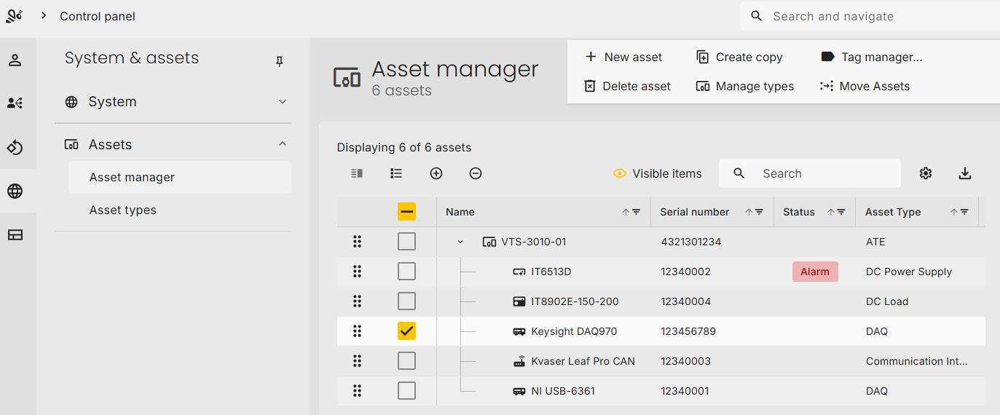 Control panel
Search and navigate
System & assets
System
Assets
Asset manager
Asset types
Asset manager
6 assets
New asset
Create copy
Tag manager...
Delete asset
Manage types
Move Assets
Displaying 6 of 6 assets
Visible items
Search
Name Serial number Status Asset Type
VTS-3010-01 4321301234 ATE
IT6513D 12340002 Alarm DC Power Supply
IT8902E-150-200 12340004 DC Load
Keysight DAQ970 123456789 DAQ
Kvaser Leaf Pro CAN 12340003 Communication Int...
NI USB-6361 12340001 DAQ